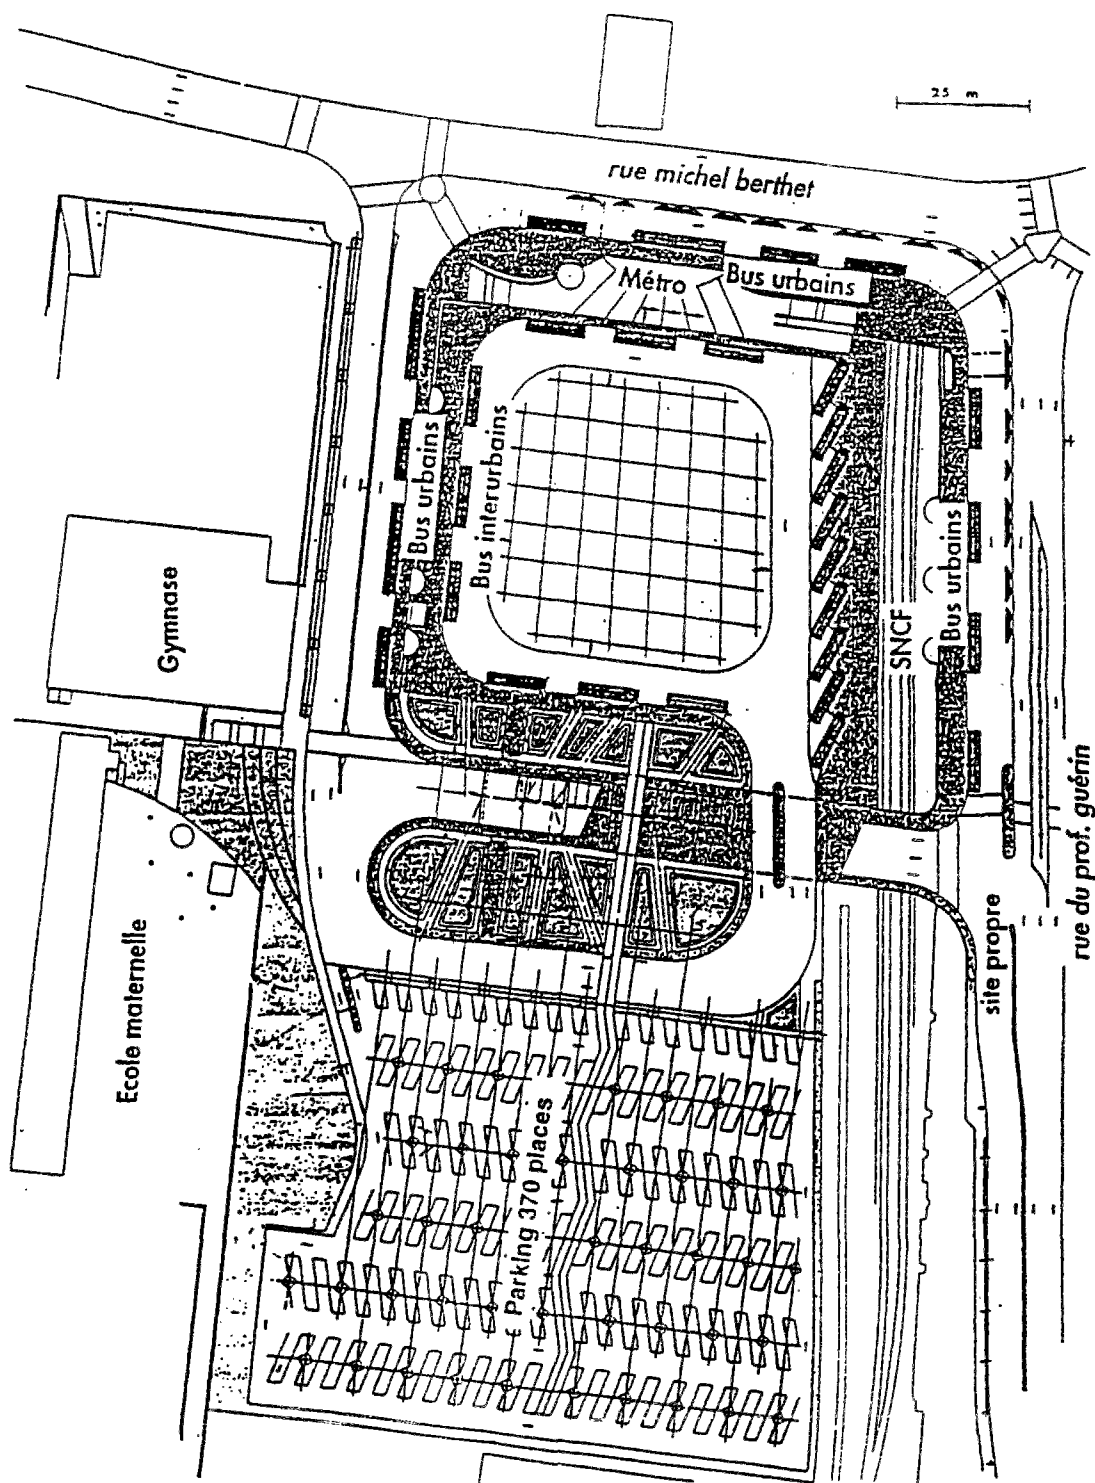 25 m
rue michel berthet
Métro
Bus urbains
Bus urbains
Bus interurbains
Gymnase
SNCF
Bus urbains
rue du prof. guérin
site propre
Ecole maternelle
Parking 370 places